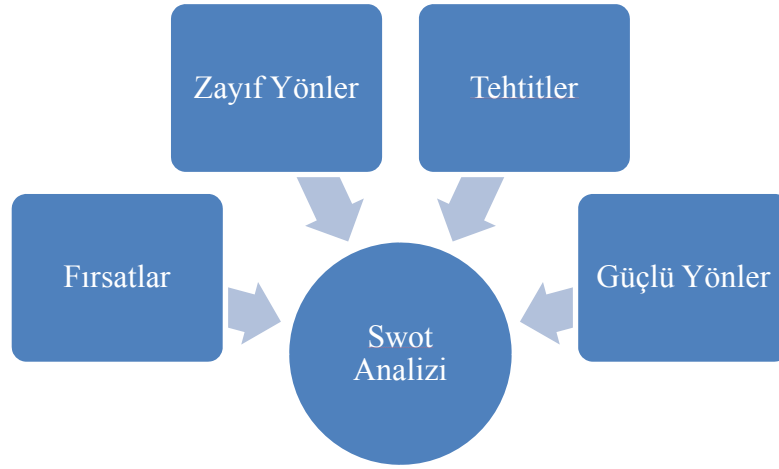 Zayıf Yönler
Tehtitler
Fırsatlar
Güçlü Yönler
Swot
Analizi